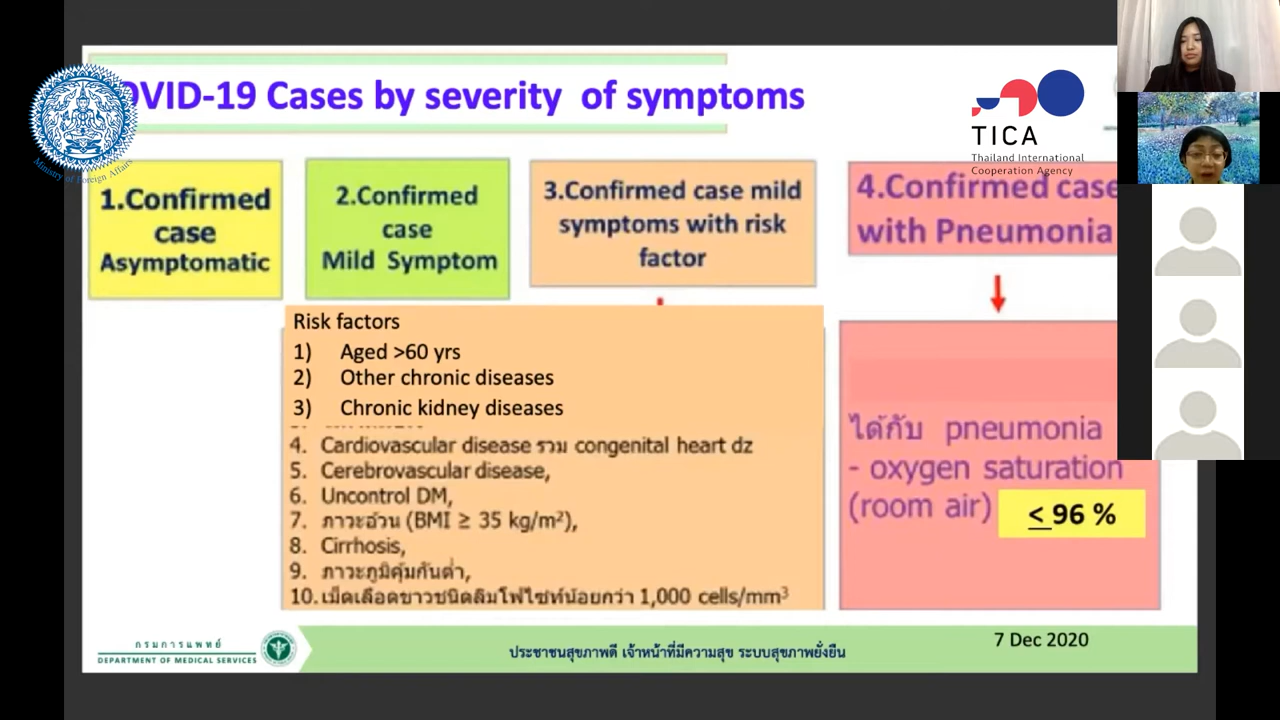 OVID-19 Cases by severity of symptoms
Ministry of Foreign Affairs
TICA
Thailand International
Cooperation Agency
1.Confirmed
case
Asymptomatic
2.Confirmed
case
Mild Symptom
3.Confirmed case mild
symptoms with risk
factor
4.Confirmed case
with Pneumonia
Risk factors
1) Aged >60 yrs
2) Other chronic diseases
3) Chronic kidney diseases
4. Cardiovascular disease รวม congenital heart dz
5. Cerebrovascular disease,
6. Uncontrol DM,
7. ภาวะอ้วน (BMI ≥ 35 kg/m²),
8. Cirrhosis,
9. ภาวะภูมิคุ้มกันต่ำ,
10. เม็ดเลือดขาวชนิดลิมโฟไซท์น้อยกว่า 1,000 cells/mm³
ได้กับ pneumonia
- oxygen saturation
(room air) < 96 %
กรมการแพทย์
DEPARTMENT OF MEDICAL SERVICES
ประชาชนสุขภาพดี เจ้าหน้าที่มีความสุข ระบบสุขภาพยั่งยืน
7 Dec 2020